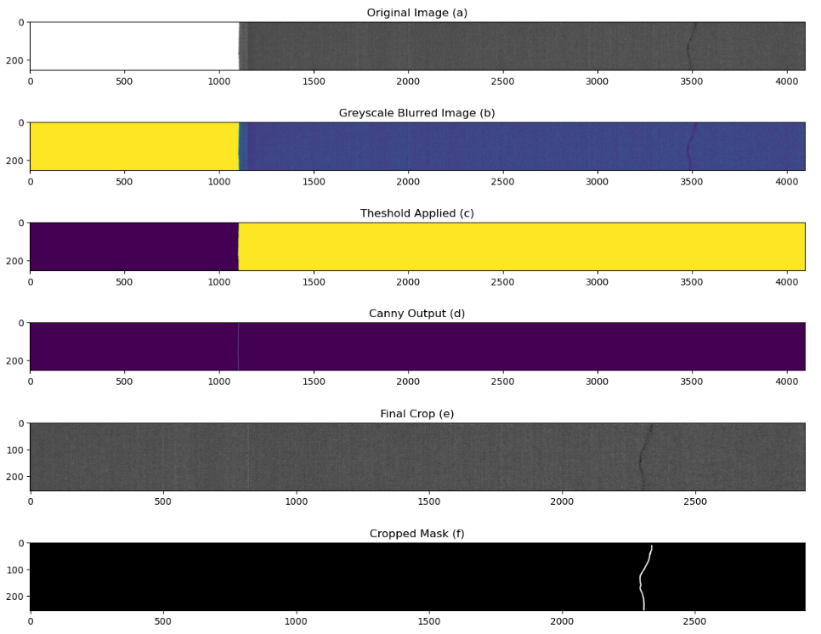 Original Image (a)
0
200
0 500 1000 1500 2000 2500 3000 3500 4000
Greyscale Blurred Image (b)
0
200
0 500 1000 1500 2000 2500 3000 3500 4000
Theshold Applied (c)
0
200
0 500 1000 1500 2000 2500 3000 3500 4000
Canny Output (d)
0
200
0 500 1000 1500 2000 2500 3000 3500 4000
Final Crop (e)
0
100
200
0 500 1000 1500 2000 2500
Cropped Mask (f)
0
100
200
0 500 1000 1500 2000 2500